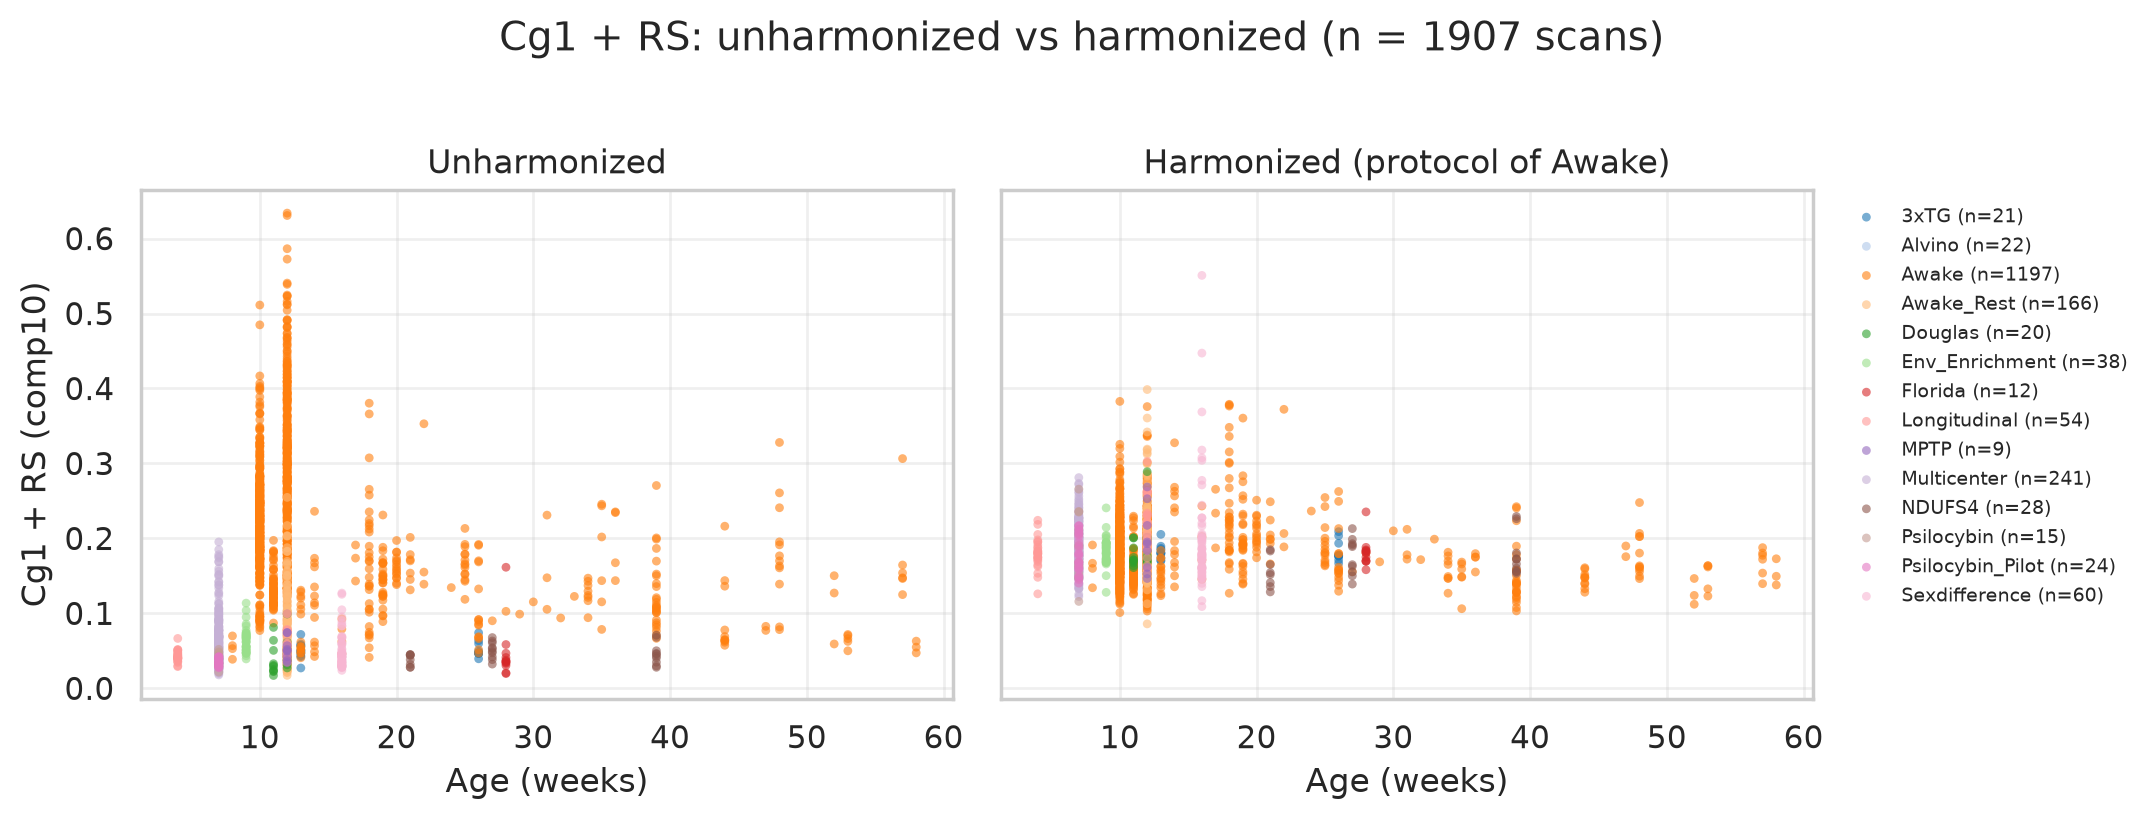 Cg1 + RS: unharmonized vs harmonized (n = 1907 scans)
Unharmonized
Harmonized (protocol of Awake)
Cg1 + RS (comp10)
0.6
0.5
0.4
0.3
0.2
0.1
0.0
10 20 30 40 50 60
10 20 30 40 50 60
Age (weeks)
Age (weeks)
3xTG (n=21)
Alvino (n=22)
Awake (n=1197)
Awake_Rest (n=166)
Douglas (n=20)
Env_Enrichment (n=38)
Florida (n=12)
Longitudinal (n=54)
MPTP (n=9)
Multicenter (n=241)
NDUFS4 (n=28)
Psilocybin (n=15)
Psilocybin_Pilot (n=24)
Sexdifference (n=60)